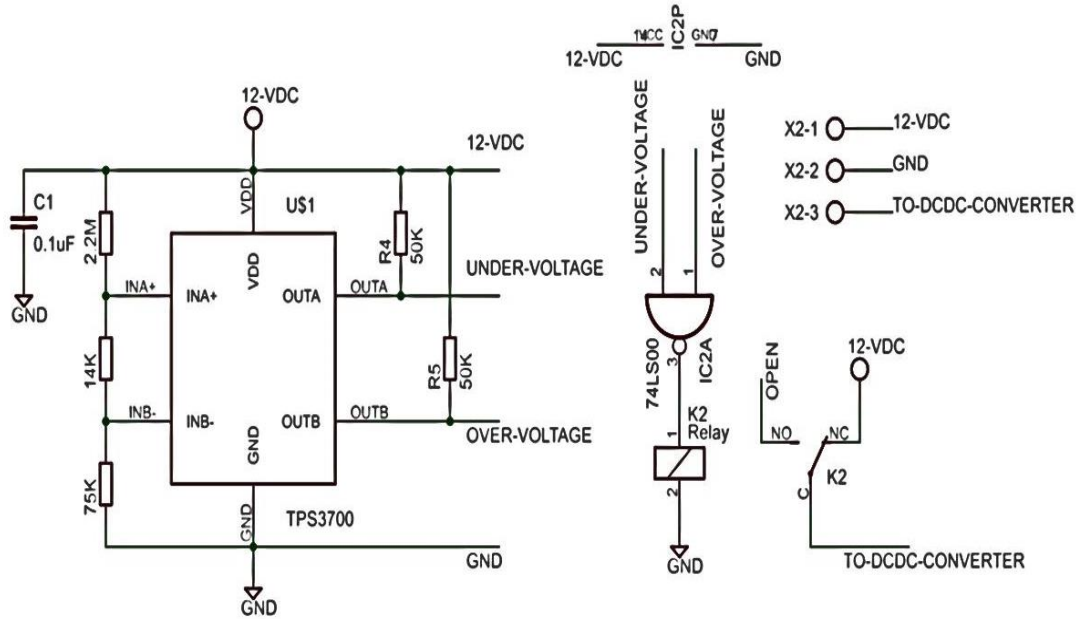 12-VDC
12-VDC
C1
0.1uF
GND
2.2M
14K
75K
INA+
INB-
VDD
VDD
U$1
INA+
INB-
OUTA
OUTB
GND
GND
TPS3700
GND
OUTA
OUTB
R4
50K
R5
50K
UNDER-VOLTAGE
OVER-VOLTAGE
GND
IC2P
VCC
GND
12-VDC
GND
UNDER-VOLTAGE
OVER-VOLTAGE
2
1
74LS00
3
IC2A
K2
Relay
1
2
GND
X2-1
12-VDC
X2-2
GND
X2-3
TO-DCDC-CONVERTER
12-VDC
OPEN
NO
NC
K2
C
TO-DCDC-CONVERTER